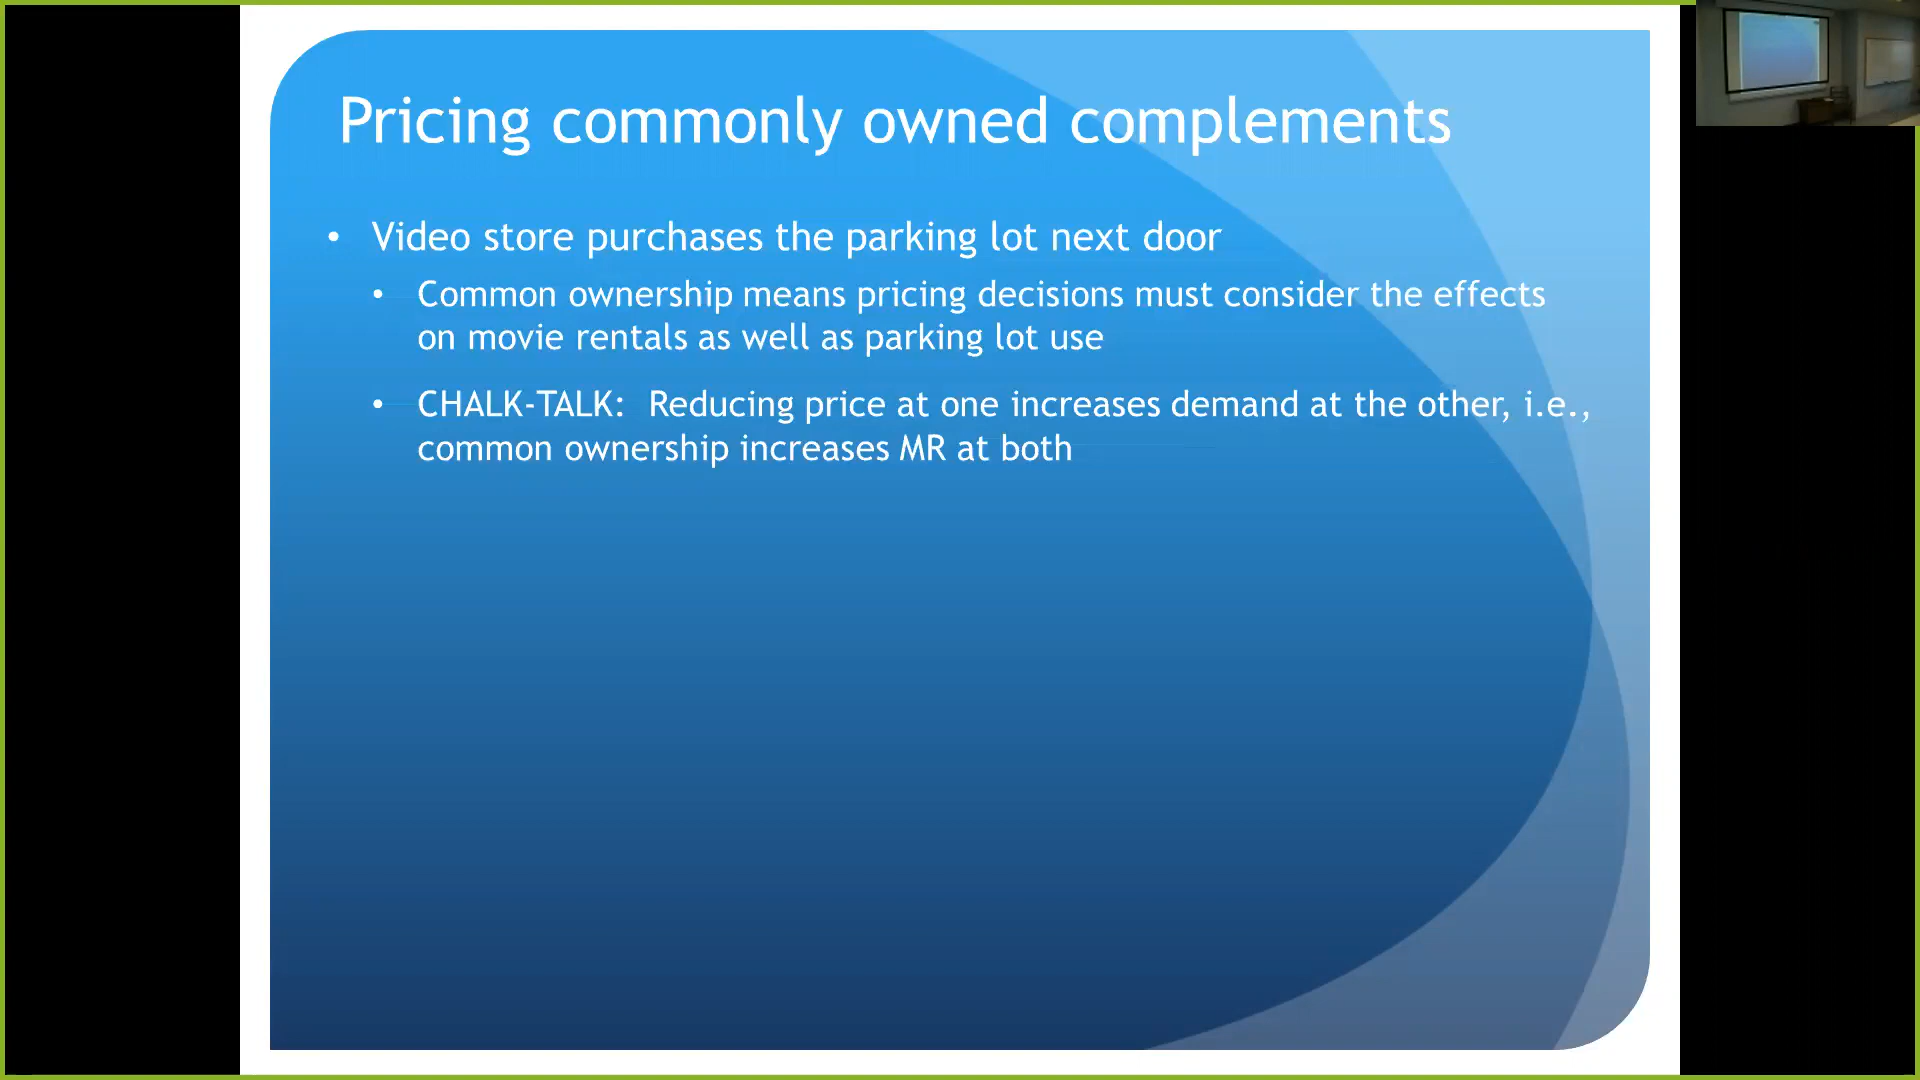 Pricing commonly owned complements
• Video store purchases the parking lot next door
• Common ownership means pricing decisions must consider the effects
on movie rentals as well as parking lot use
• CHALK-TALK: Reducing price at one increases demand at the other, i.e.,
common ownership increases MR at both